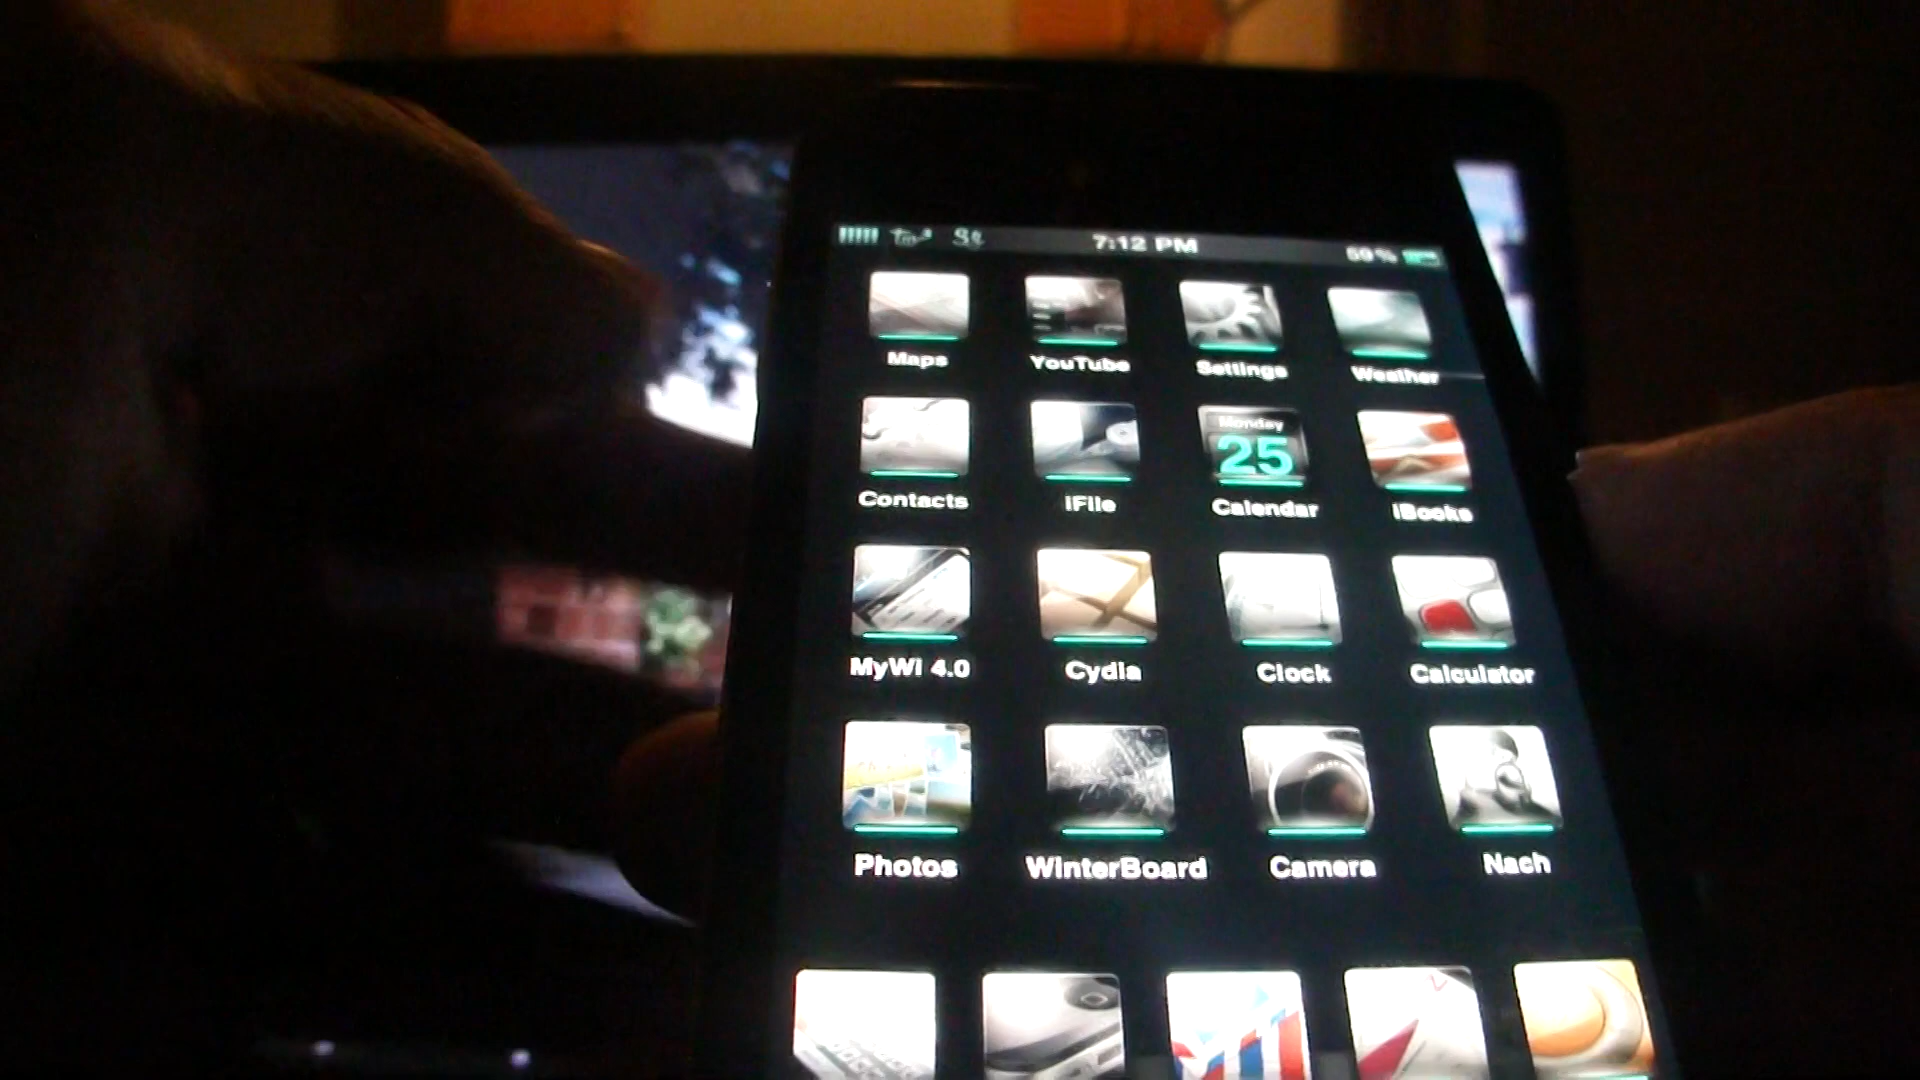 7:12 PM 59%
Maps YouTube Settings Weather
Monday
25
Contacts iFile Calendar iBooks
MyWi 4.0 Cydia Clock Calculator
Photos WinterBoard Camera Nach